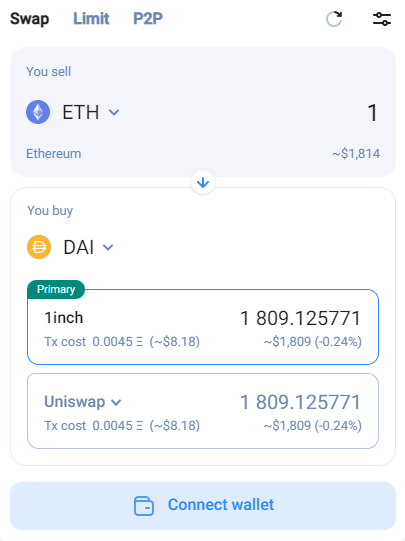 Swap Limit P2P
You sell
ETH 1
Ethereum ~$1,814
You buy
DAI
Primary
1inch 1 809.125771
Tx cost 0.0045 Ξ (~$8.18) ~$1,809 (-0.24%)
Uniswap 1 809.125771
Tx cost 0.0045 Ξ (~$8.18) ~$1,809 (-0.24%)
Connect wallet